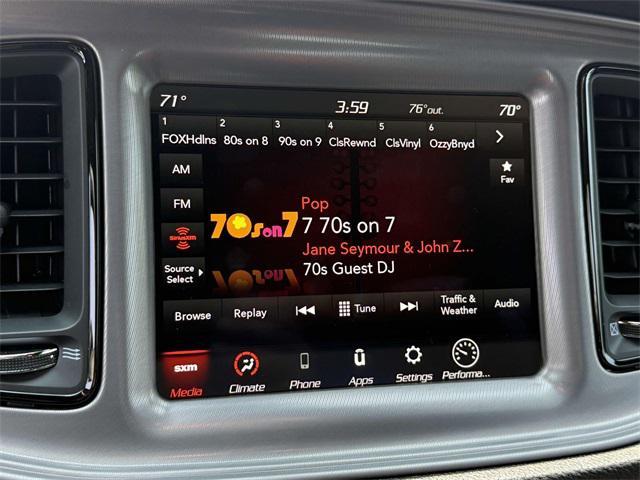 71° 3:59 76°out. 70°
1 2 3 4 5 6
FOXHdlns 80s on 8 90s on 9 ClsRewnd ClsVinyl OzzyBnyd
AM
Fav
FM
Pop
70s on 7
7 70s on 7
SiriusXM
Jane Seymour & John Z...
Source
Select
70s Guest DJ
Browse Replay Tune Traffic &
Weather Audio
sxm
Media Climate Phone Apps Settings Performa...